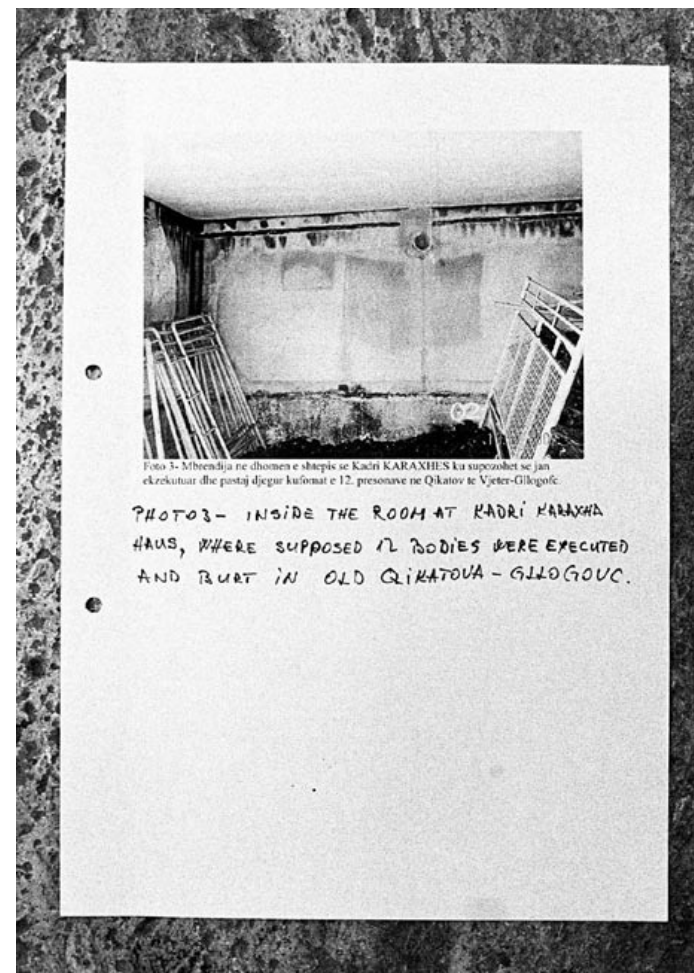 02
Foto 3- Mbrendija ne dhomen e shtepis se Kadri KARAXHES ku supozohet se jan
ekzekutuar dhe pastaj djegur kufomat e 12. presonave ne Qikatov te Vjeter-Gllogofc.
PHOTO3- INSIDE THE ROOM AT KADRI KARAXHA
HAUS, WHERE SUPPOSED 12 BODIES WERE EXECUTED
AND BURT IN OLD QIKATOVA - GLLOGOVC.